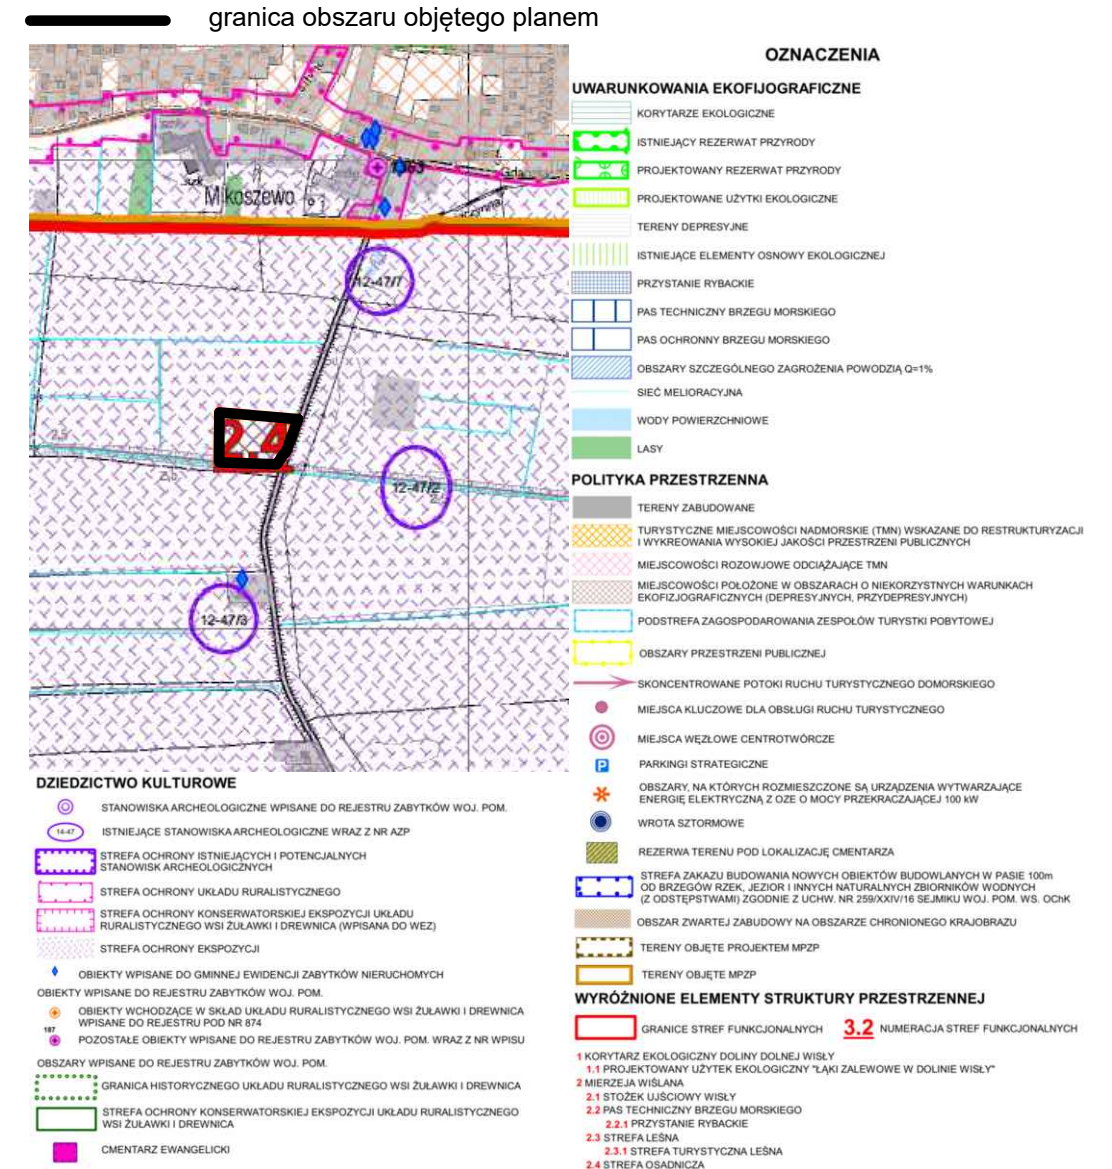 granica obszaru objętego planem
OZNACZENIA
UWARUNKOWANIA EKOFIJOGRAFICZNE
KORYTARZE EKOLOGICZNE
ISTNIEJĄCY REZERWAT PRZYRODY
PROJEKTOWANY REZERWAT PRZYRODY
PROJEKTOWANE UŻYTKI EKOLOGICZNE
TERENY DEPRESYJNE
ISTNIEJĄCE ELEMENTY OSNOWY EKOLOGICZNEJ
PRZYSTANIE RYBACKIE
PAS TECHNICZNY BRZEGU MORSKIEGO
PAS OCHRONNY BRZEGU MORSKIEGO
OBSZARY SZCZEGÓLNEGO ZAGROŻENIA POWODZIĄ Q=1%
SIEĆ MELIORACYJNA
WODY POWIERZCHNIOWE
LASY
POLITYKA PRZESTRZENNA
TERENY ZABUDOWANE
TURYSTYCZNE MIEJSCOWOŚCI NADMORSKIE (TMN) WSKAZANE DO RESTRUKTURYZACJI
I WYKREOWANIA WYSOKIEJ JAKOŚCI PRZESTRZENI PUBLICZNYCH
MIEJSCOWOŚCI ROZOWJOWE ODCIĄŻAJĄCE TMN
MIEJSCOWOŚCI POŁOŻONE W OBSZARACH O NIEKORZYSTNYCH WARUNKACH
EKOFIZJOGRAFICZNYCH (DEPRESYJNYCH, PRZYDEPRESYJNYCH)
PODSTREFA ZAGOSPODAROWANIA ZESPOŁÓW TURYSTKI POBYTOWEJ
OBSZARY PRZESTRZENI PUBLICZNEJ
SKONCENTROWANE POTOKI RUCHU TURYSTYCZNEGO DOMORSKIEGO
MIEJSCA KLUCZOWE DLA OBSŁUGI RUCHU TURYSTYCZNEGO
MIEJSCA WĘZŁOWE CENTROTWÓRCZE
P
PARKINGI STRATEGICZNE
OBSZARY, NA KTÓRYCH ROZMIESZCZONE SĄ URZĄDZENIA WYTWARZAJĄCE
ENERGIĘ ELEKTRYCZNĄ Z OZE O MOCY PRZEKRACZAJĄCEJ 100 kW
WROTA SZTORMOWE
REZERWA TERENU POD LOKALIZACJĘ CMENTARZA
STREFA ZAKAZU BUDOWANIA NOWYCH OBIEKTÓW BUDOWLANYCH W PASIE 100m
OD BRZEGÓW RZEK, JEZIOR I INNYCH NATURALNYCH ZBIORNIKÓW WODNYCH
(Z ODSTĘPSTWAMI) ZGODNIE Z UCHW. NR 259/XXIV/16 SEJMIKU WOJ. POM. WS. OChK
OBSZAR ZWARTEJ ZABUDOWY NA OBSZARZE CHRONIONEGO KRAJOBRAZU
TERENY OBJĘTE PROJEKTEM MPZP
TERENY OBJĘTE MPZP
WYRÓŻNIONE ELEMENTY STRUKTURY PRZESTRZENNEJ
GRANICE STREF FUNKCJONALNYCH
3.2 NUMERACJA STREF FUNKCJONALNYCH
1 KORYTARZ EKOLOGICZNY DOLINY DOLNEJ WISŁY
1.1 PROJEKTOWANY UŻYTEK EKOLOGICZNY "ŁĄKI ZALEWOWE W DOLINIE WISŁY"
2 MIERZEJA WIŚLANA
2.1 STOŻEK UJŚCIOWY WISŁY
2.2 PAS TECHNICZNY BRZEGU MORSKIEGO
2.2.1 PRZYSTANIE RYBACKIE
2.3 STREFA LEŚNA
2.3.1 STREFA TURYSTYCZNA LEŚNA
2.4 STREFA OSADNICZA
szk
Mikoszewo
12-47/7
2.4
12-47/2
12-47/3
DZIEDZICTWO KULTUROWE
STANOWISKA ARCHEOLOGICZNE WPISANE DO REJESTRU ZABYTKÓW WOJ. POM.
14-47
ISTNIEJĄCE STANOWISKA ARCHEOLOGICZNE WRAZ Z NR AZP
STREFA OCHRONY ISTNIEJĄCYCH I POTENCJALNYCH
STANOWISK ARCHEOLOGICZNYCH
STREFA OCHRONY UKŁADU RURALISTYCZNEGO
STREFA OCHRONY KONSERWATORSKIEJ EKSPOZYCJI UKŁADU
RURALISTYCZNEGO WSI ŻUŁAWKI I DREWNICA (WPISANA DO WEZ)
STREFA OCHRONY EKSPOZYCJI
OBIEKTY WPISANE DO GMINNEJ EWIDENCJI ZABYTKÓW NIERUCHOMYCH
OBIEKTY WPISANE DO REJESTRU ZABYTKÓW WOJ. POM.
OBIEKTY WCHODZĄCE W SKŁAD UKŁADU RURALISTYCZNEGO WSI ŻUŁAWKI I DREWNICA
WPISANE DO REJESTRU POD NR 874
187
POZOSTAŁE OBIEKTY WPISANE DO REJESTRU ZABYTKÓW WOJ. POM. WRAZ Z NR WPISU
OBSZARY WPISANE DO REJESTRU ZABYTKÓW WOJ. POM.
GRANICA HISTORYCZNEGO UKŁADU RURALISTYCZNEGO WSI ŻUŁAWKI I DREWNICA
STREFA OCHRONY KONSERWATORSKIEJ EKSPOZYCJI UKŁADU RURALISTYCZNEGO
WSI ŻUŁAWKI I DREWNICA
CMENTARZ EWANGELICKI